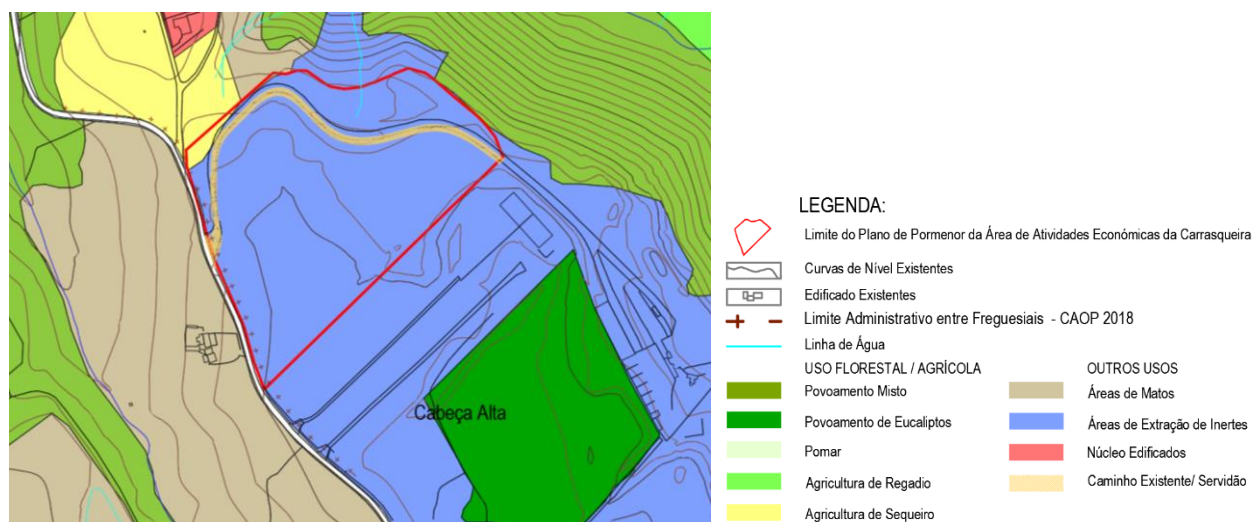 Cabeça Alta
LEGENDA:
Limite do Plano de Pormenor da Área de Atividades Económicas da Carrasqueira
Curvas de Nível Existentes
Edificado Existentes
Limite Administrativo entre Freguesiais - CAOP 2018
Linha de Água
USO FLORESTAL / AGRÍCOLA
Povoamento Misto
Povoamento de Eucaliptos
Pomar
Agricultura de Regadio
Agricultura de Sequeiro
OUTROS USOS
Áreas de Matos
Áreas de Extração de Inertes
Núcleo Edificados
Caminho Existente/ Servidão